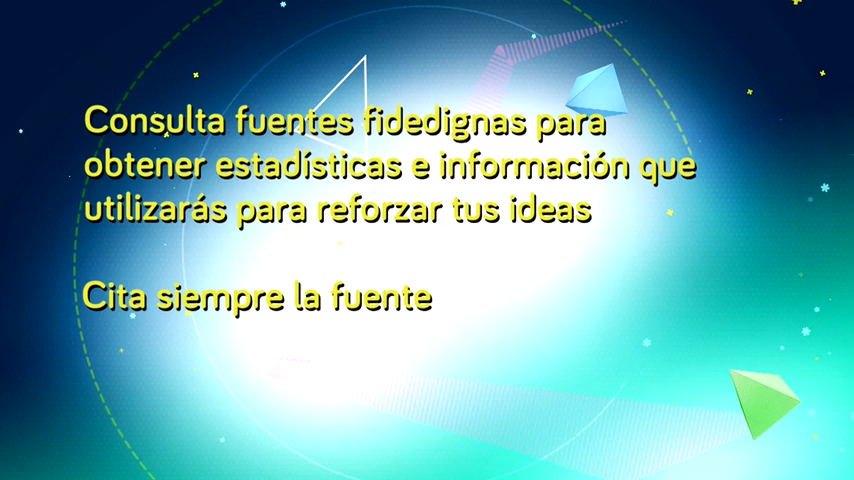 Consulta fuentes fidedignas para
obtener estadísticas e información que
utilizarás para reforzar tus ideas
Cita siempre la fuente